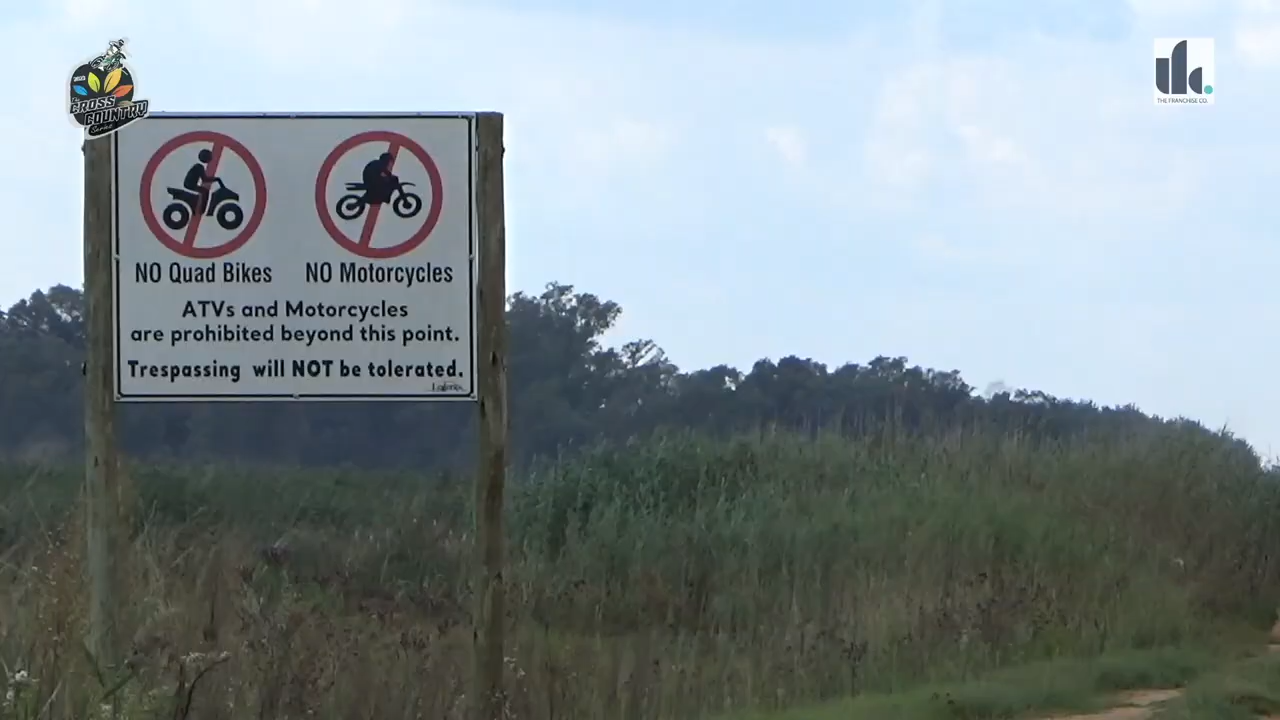 CROSS
COUNTRY
Series
THE FRANCHISE CO.
NO Quad Bikes NO Motorcycles
ATVs and Motorcycles
are prohibited beyond this point.
Trespassing will NOT be tolerated.